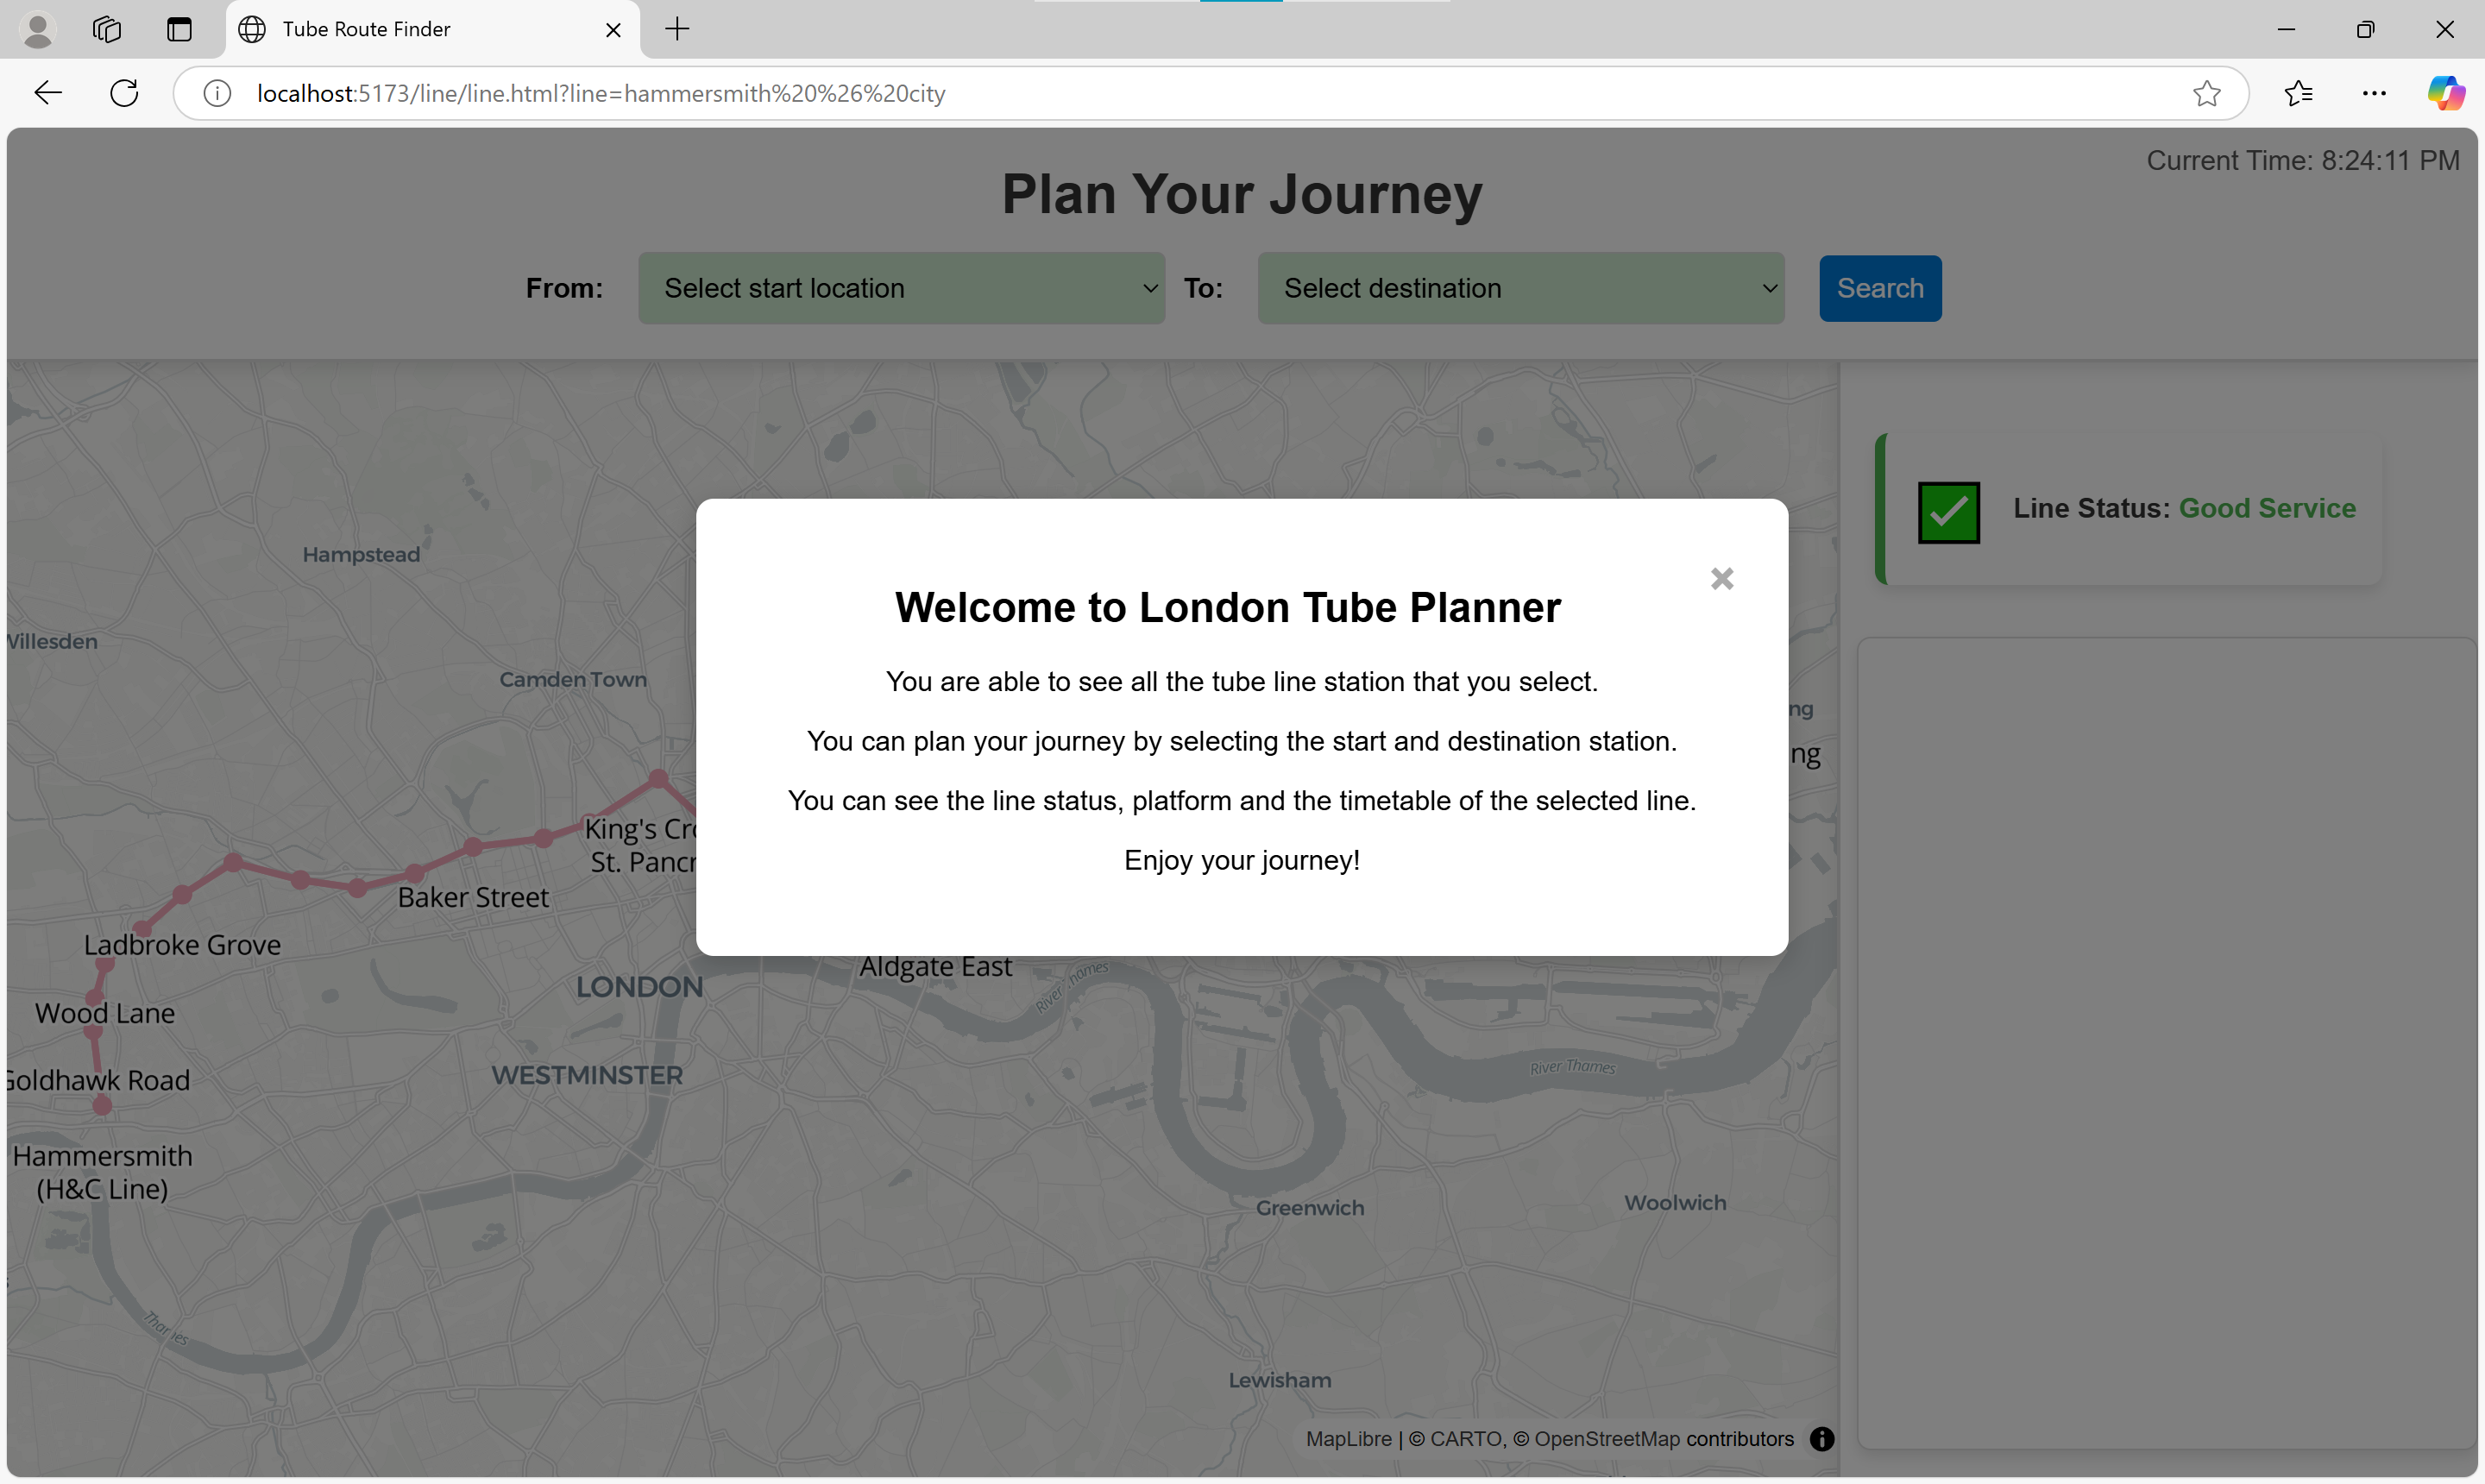 Tube Route Finder
localhost:5173/line/line.html?line=hammersmith%20%26%20city
Current Time: 8:24:11 PM
Plan Your Journey
From: Select start location To: Select destination Search
Line Status: Good Service
Welcome to London Tube Planner
You are able to see all the tube line station that you select.
You can plan your journey by selecting the start and destination station.
You can see the line status, platform and the timetable of the selected line.
Enjoy your journey!
Hampstead
Willesden
Camden Town
ng
ng
King's Cro
St. Pancr
Baker Street
Ladbroke Grove
Aldgate East
River Thames
LONDON
Wood Lane
WESTMINSTER
River Thames
Goldhawk Road
Hammersmith
(H&C Line)
Greenwich
Woolwich
Thames
Lewisham
MapLibre | © CARTO, © OpenStreetMap contributors